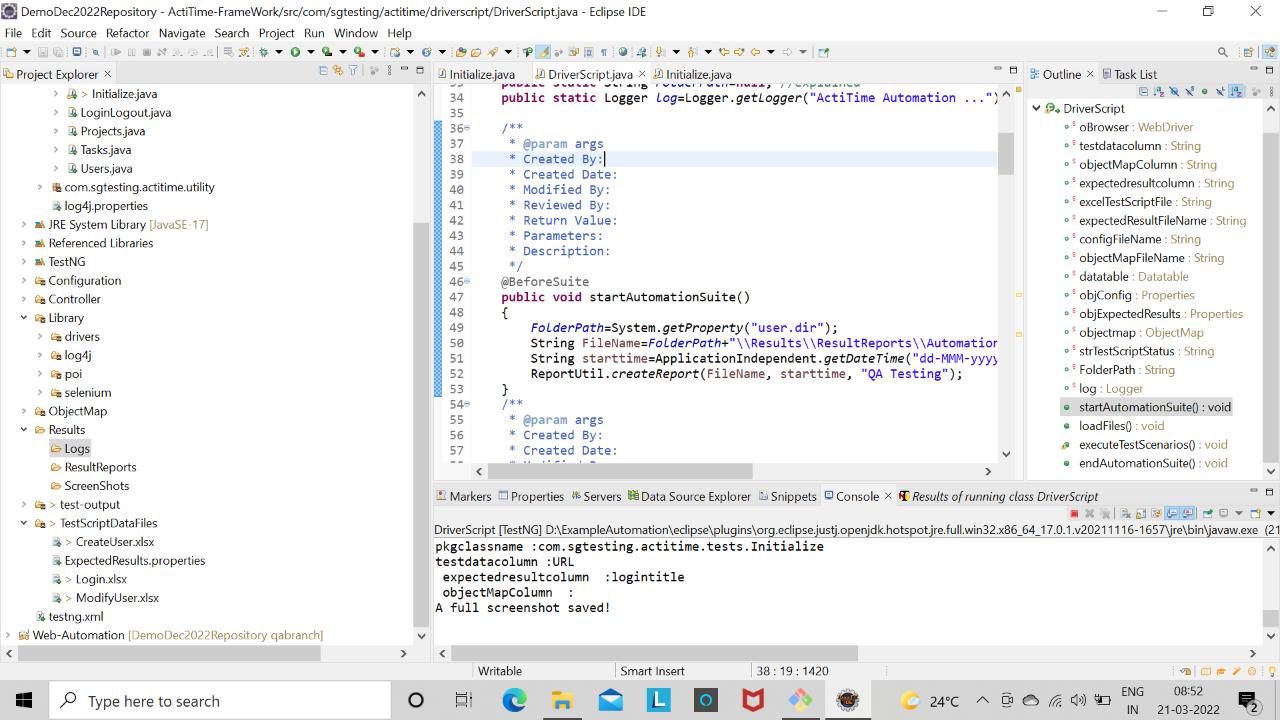 DemoDec2022Repository - ActiTime-FrameWork/src/com/sgtesting/actitime/driverscript/DriverScript.java - Eclipse IDE
File Edit Source Refactor Navigate Search Project Run Window Help
Project Explorer
> Initialize.java
LoginLogout.java
Projects.java
Tasks.java
Users.java
com.sgtesting.actitime.utility
log4j.properties
JRE System Library [JavaSE-17]
Referenced Libraries
TestNG
Configuration
Controller
Library
drivers
log4j
poi
selenium
ObjectMap
Results
Logs
ResultReports
ScreenShots
> test-output
> TestScriptDataFiles
> CreateUser.xlsx
ExpectedResults.properties
> Login.xlsx
> ModifyUser.xlsx
testng.xml
Web-Automation [DemoDec2022Repository qabranch]
Initialize.java DriverScript.java Initialize.java
33 public static String FolderPath=null; //explained
34 public static Logger log=Logger.getLogger("ActiTime Automation ...")
35
36 /**
37 * @param args
38 * Created By:
39 * Created Date:
40 * Modified By:
41 * Reviewed By:
42 * Return Value:
43 * Parameters:
44 * Description:
45 */
46 @BeforeSuite
47 public void startAutomationSuite()
48 {
49 FolderPath=System.getProperty("user.dir");
50 String FileName=FolderPath+"\\Results\\ResultReports\\Automation
51 String starttime=ApplicationIndependent.getDateTime("dd-MMM-yyyy
52 ReportUtil.createReport(FileName, starttime, "QA Testing");
53 }
54 /**
55 * @param args
56 * Created By:
57 * Created Date:
Outline Task List
DriverScript
oBrowser : WebDriver
testdatacolumn : String
objectMapColumn : String
expectedresultcolumn : String
excelTestScriptFile : String
expectedResultFileName : String
configFileName : String
objectMapFileName : String
datatable : Datatable
objConfig : Properties
objExpectedResults : Properties
objectmap : ObjectMap
strTestScriptStatus : String
FolderPath : String
log : Logger
startAutomationSuite() : void
loadFiles() : void
executeTestScenarios() : void
endAutomationSuite() : void
Markers Properties Servers Data Source Explorer Snippets Console Results of running class DriverScript
DriverScript [TestNG] D:\ExampleAutomation\eclipse\plugins\org.eclipse.justj.openjdk.hotspot.jre.full.win32.x86_64_17.0.1.v20211116-1657\jre\bin\javaw.exe (21
pkgclassname :com.sgtesting.actitime.tests.Initialize
testdatacolumn :URL
expectedresultcolumn :logintitle
objectMapColumn :
A full screenshot saved!
Writable Smart Insert 38 : 19 : 1420
Type here to search
24°C
ENG
IN
08:52
21-03-2022
2